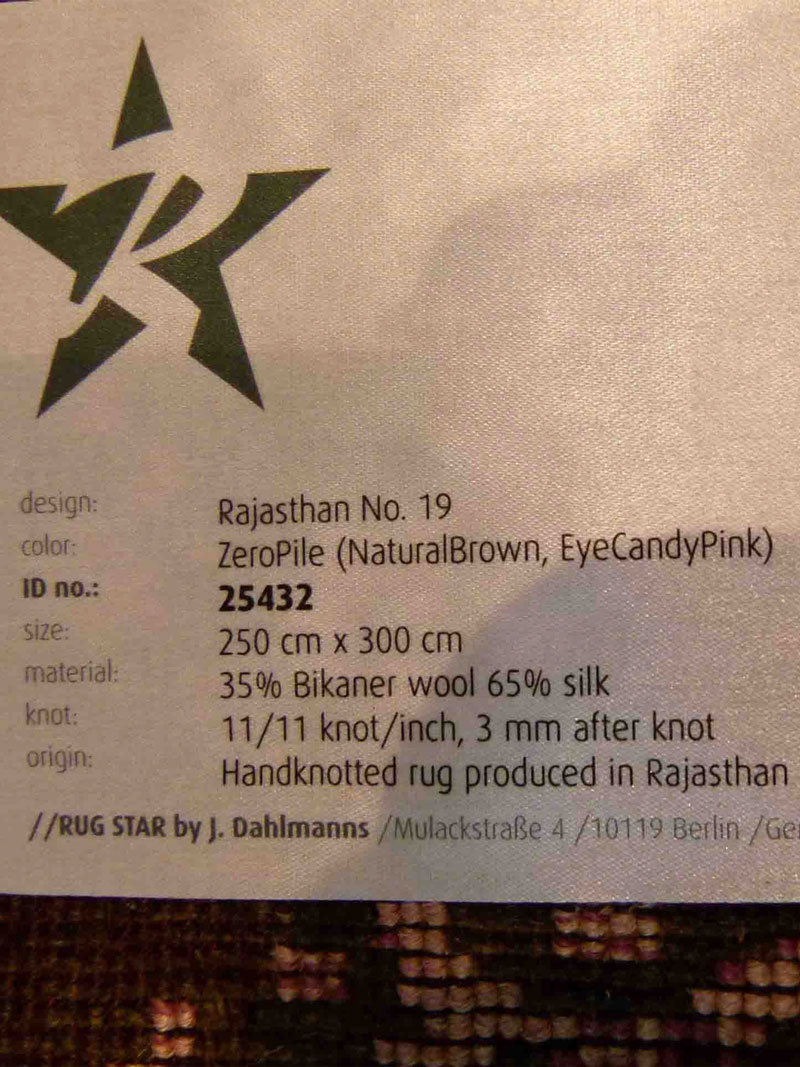 design: Rajasthan No. 19
color: ZeroPile (NaturalBrown, EyeCandyPink)
ID no.: 25432
size: 250 cm x 300 cm
material: 35% Bikaner wool 65% silk
knot: 11/11 knot/inch, 3 mm after knot
origin: Handknotted rug produced in Rajasthan
//RUG STAR by J. Dahlmanns /Mulackstraße 4 /10119 Berlin /Ge